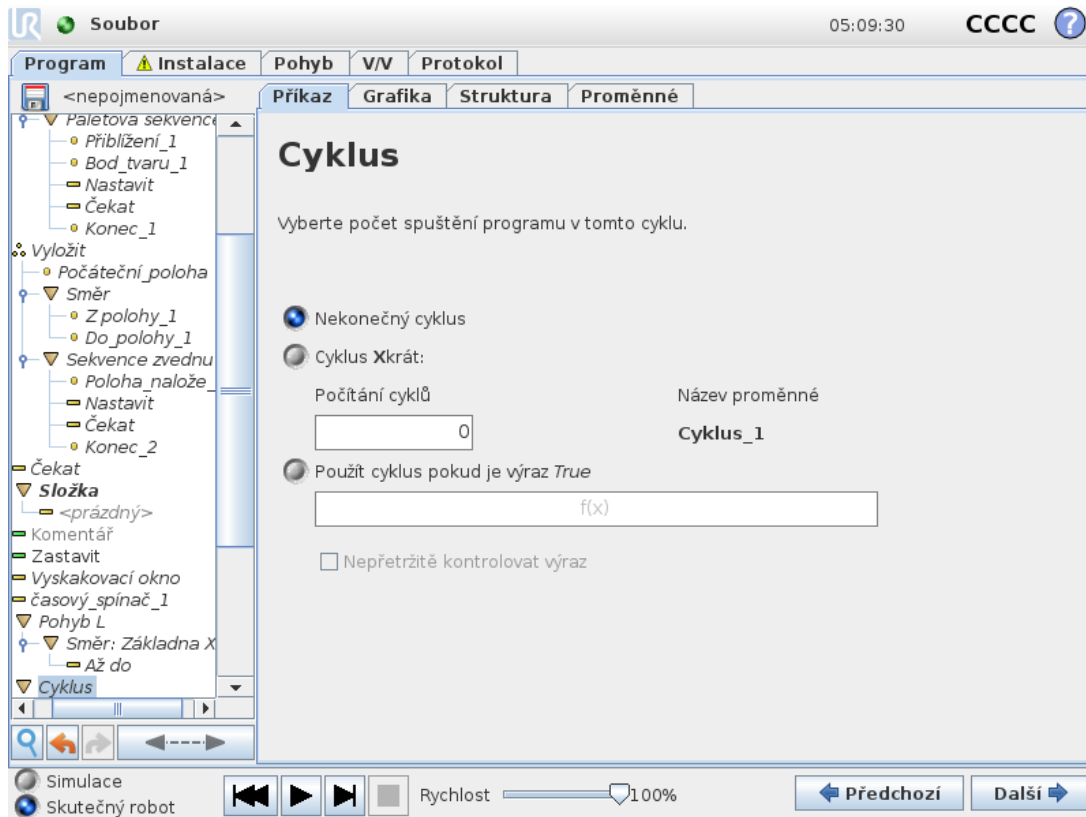 Soubor 05:09:30 CCCC ?
Program Instalace Pohyb V/V Protokol
<nepojmenovaná>
Příkaz Grafika Struktura Proměnné
Paletová sekvence
Přiblížení_1
Bod_tvaru_1
Nastavit
Čekat
Konec_1
Vyložit
Počáteční_poloha
Směr
Z polohy_1
Do_polohy_1
Sekvence zvednu
Poloha_nalože_
Nastavit
Čekat
Konec_2
Čekat
Složka
<prázdný>
Komentář
Zastavit
Vyskakovací okno
časový_spínač_1
Pohyb L
Směr: Základna X
Až do
Cyklus
Cyklus
Vyberte počet spuštění programu v tomto cyklu.
Nekonečný cyklus
Cyklus Xkrát:
Počítání cyklů Název proměnné
0 Cyklus_1
Použít cyklus pokud je výraz True
f(x)
Nepřetržitě kontrolovat výraz
Simulace
Skutečný robot
Rychlost 100%
Předchozí Další